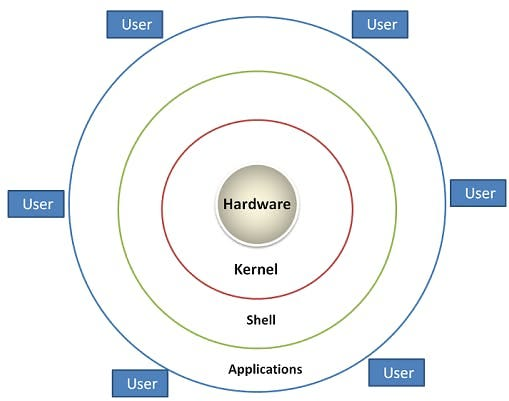 User
User
User
User
Hardware
Kernel
Shell
Applications
User
User